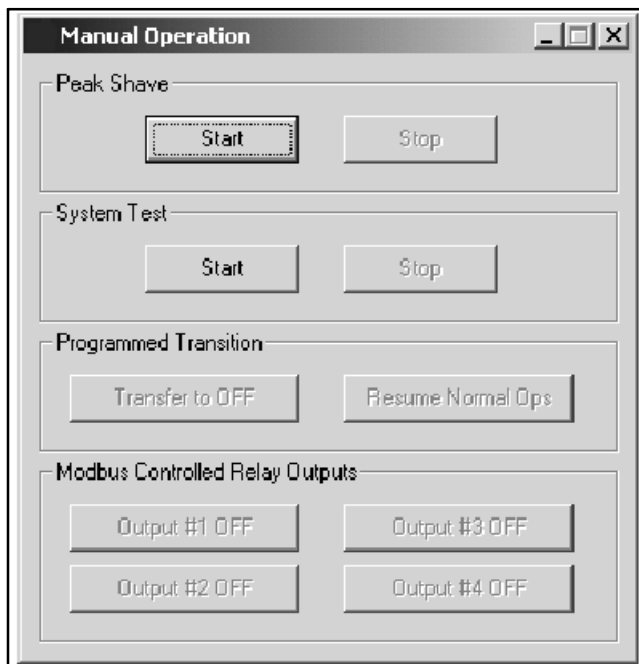 Manual Operation
Peak Shave
Start Stop
System Test
Start Stop
Programmed Transition
Transfer to OFF Resume Normal Ops
Modbus Controlled Relay Outputs
Output #1 OFF Output #3 OFF
Output #2 OFF Output #4 OFF